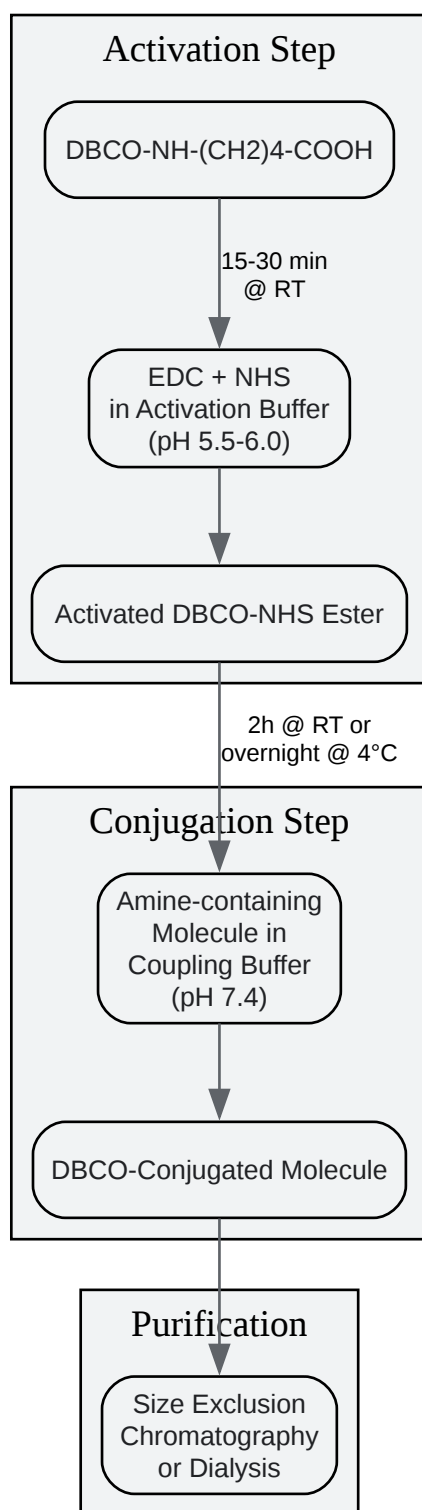 Activation Step
DBCO-NH-(CH2)4-COOH
15-30 min
@ RT
EDC + NHS
in Activation Buffer
(pH 5.5-6.0)
Activated DBCO-NHS Ester
2h @ RT or
overnight @ 4°C
Conjugation Step
Amine-containing
Molecule in
Coupling Buffer
(pH 7.4)
DBCO-Conjugated Molecule
Purification
Size Exclusion
Chromatography
or Dialysis